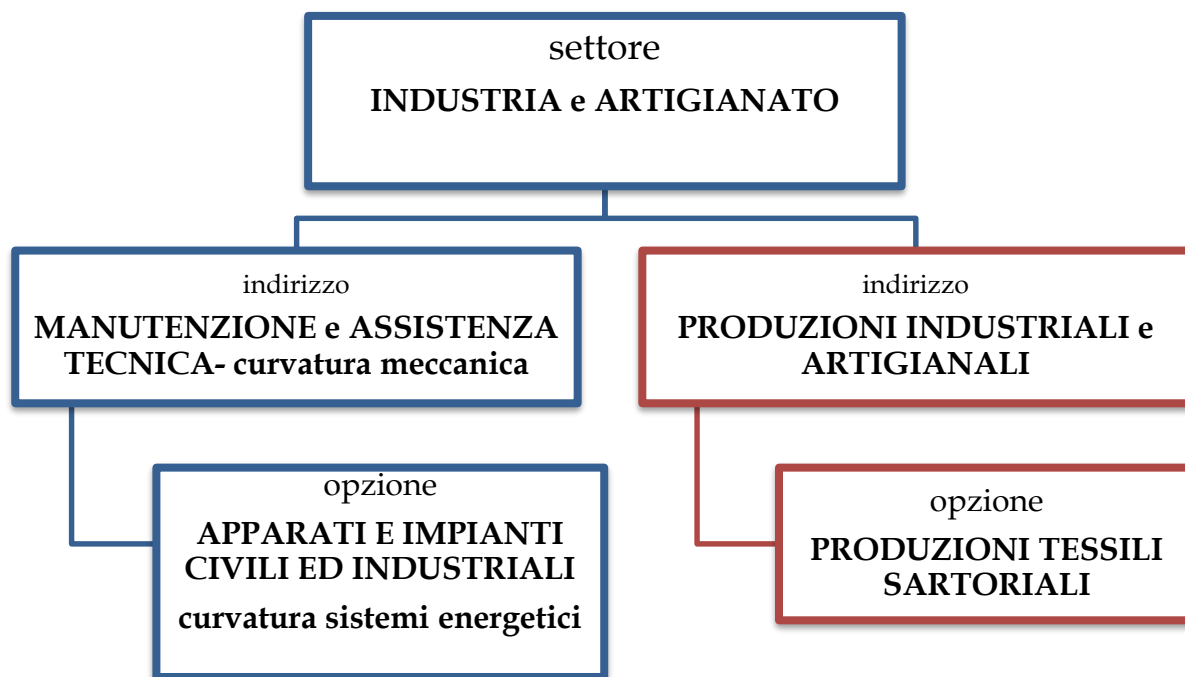 settore
INDUSTRIA e ARTIGIANATO
indirizzo
MANUTENZIONE e ASSISTENZA
TECNICA- curvatura meccanica
indirizzo
PRODUZIONI INDUSTRIALI e
ARTIGIANALI
opzione
APPARATI E IMPIANTI
CIVILI ED INDUSTRIALI
curvatura sistemi energetici
opzione
PRODUZIONI TESSILI
SARTORIALI